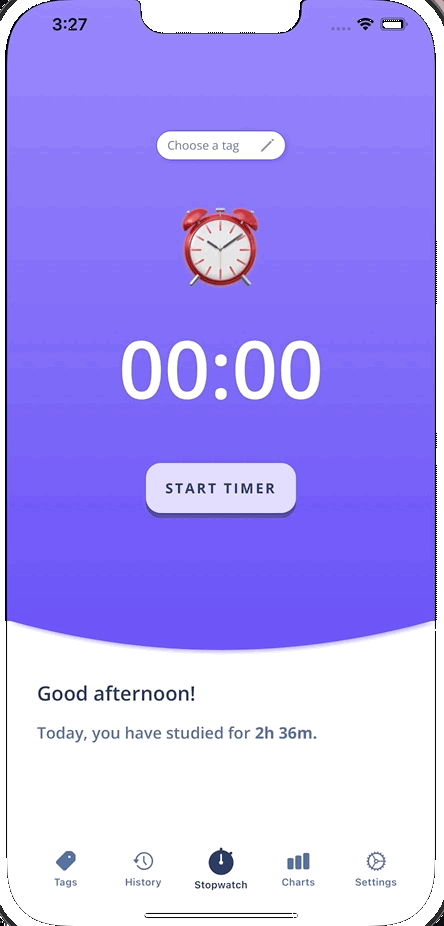 3:27
Choose a tag
00:00
START TIMER
Good afternoon!
Today, you have studied for 2h 36m.
Tags
History
Stopwatch
Charts
Settings